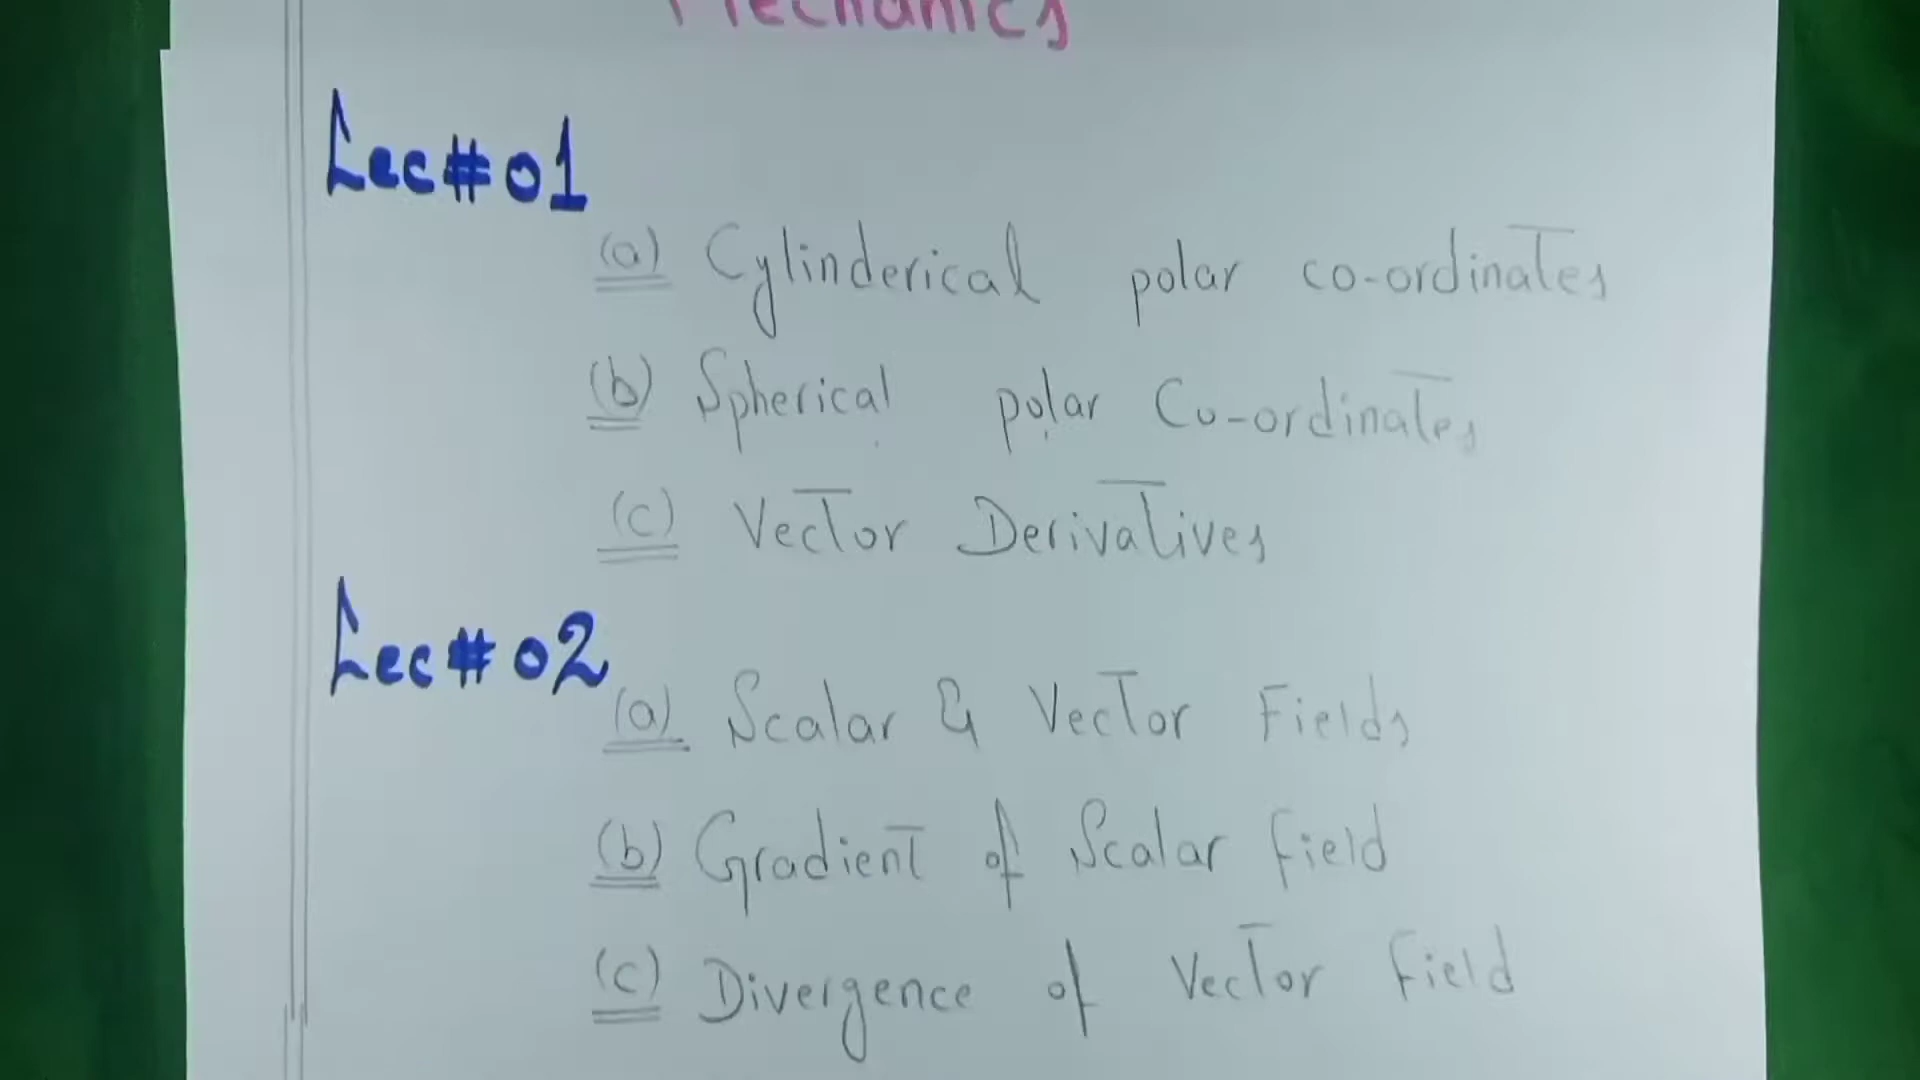 Mechanics
Lec#01
(a) Cylinderical polar co-ordinates
(b) Spherical polar Co-ordinates
(c) Vector Derivatives
Lec#02
(a) Scalar & Vector Fields
(b) Gradient of Scalar field
(c) Divergence of Vector field